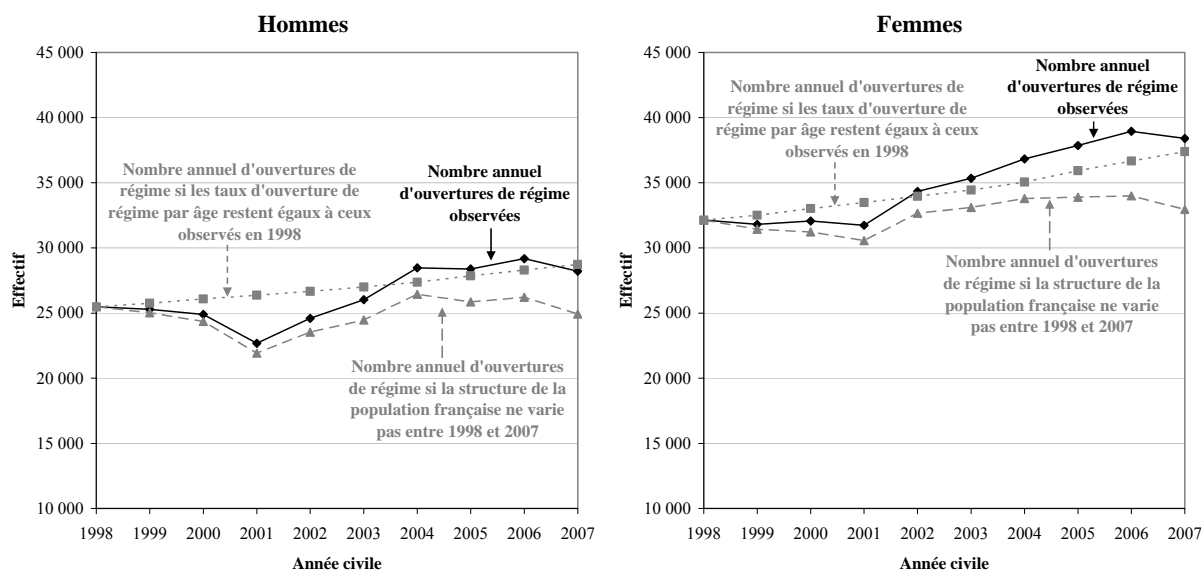 Hommes
45 000
40 000
35 000
30 000
25 000
20 000
15 000
10 000
Effectif
Nombre annuel d'ouvertures de
régime si les taux d'ouverture de
régime par âge restent égaux à ceux
observés en 1998
Nombre annuel
d'ouvertures de régime
observées
Nombre annuel d'ouvertures
de régime si la structure de la
population française ne varie
pas entre 1998 et 2007
1998 1999 2000 2001 2002 2003 2004 2005 2006 2007
Année civile
Femmes
45 000
40 000
35 000
30 000
25 000
20 000
15 000
10 000
Effectif
Nombre annuel d'ouvertures de
régime si les taux d'ouverture de
régime par âge restent égaux à ceux
observés en 1998
Nombre annuel
d'ouvertures de régime
observées
Nombre annuel d'ouvertures
de régime si la structure de la
population française ne varie
pas entre 1998 et 2007
1998 1999 2000 2001 2002 2003 2004 2005 2006 2007
Année civile